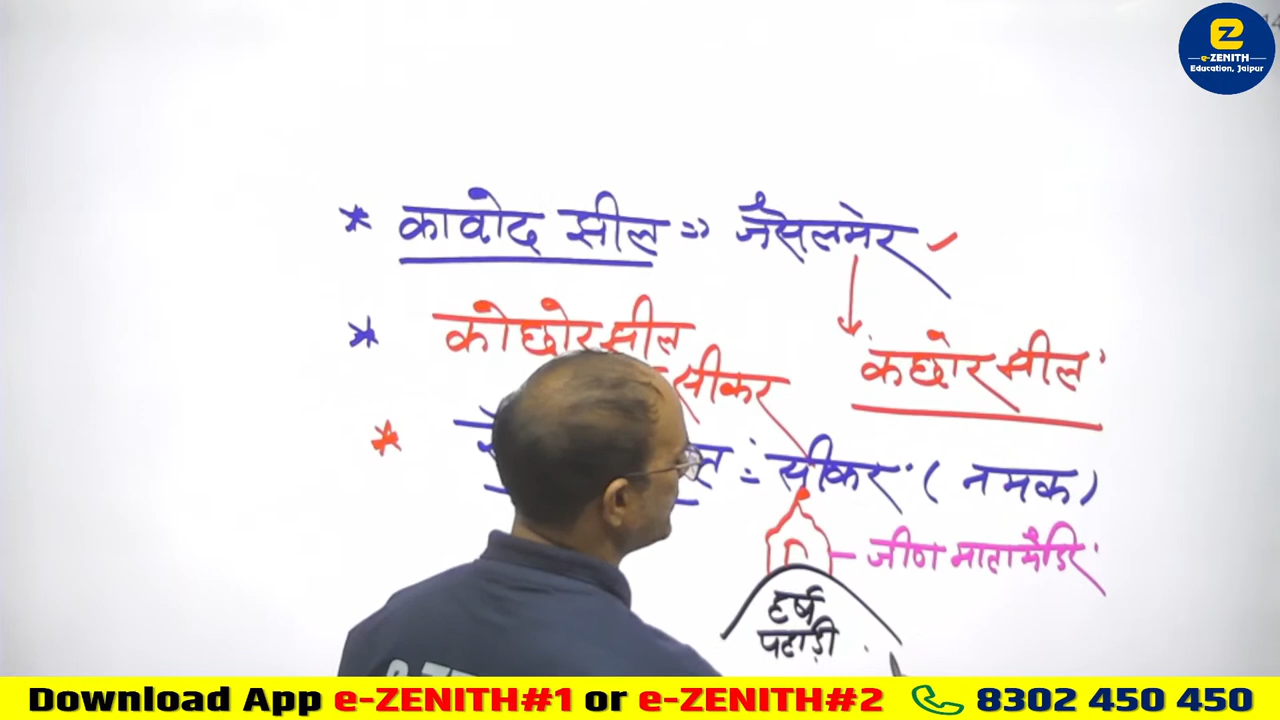 e
Z
e-ZENITH
Education, Jaipur
* कावोद सील => जैसलमेर
* कोछोर सील
सीकर
कछोर सील
* = सीकर ( नमक )
जीण माता मंदिर
हर्ष
पहाड़ी
Download App e-ZENITH#1 or e-ZENITH#2 8302 450 450